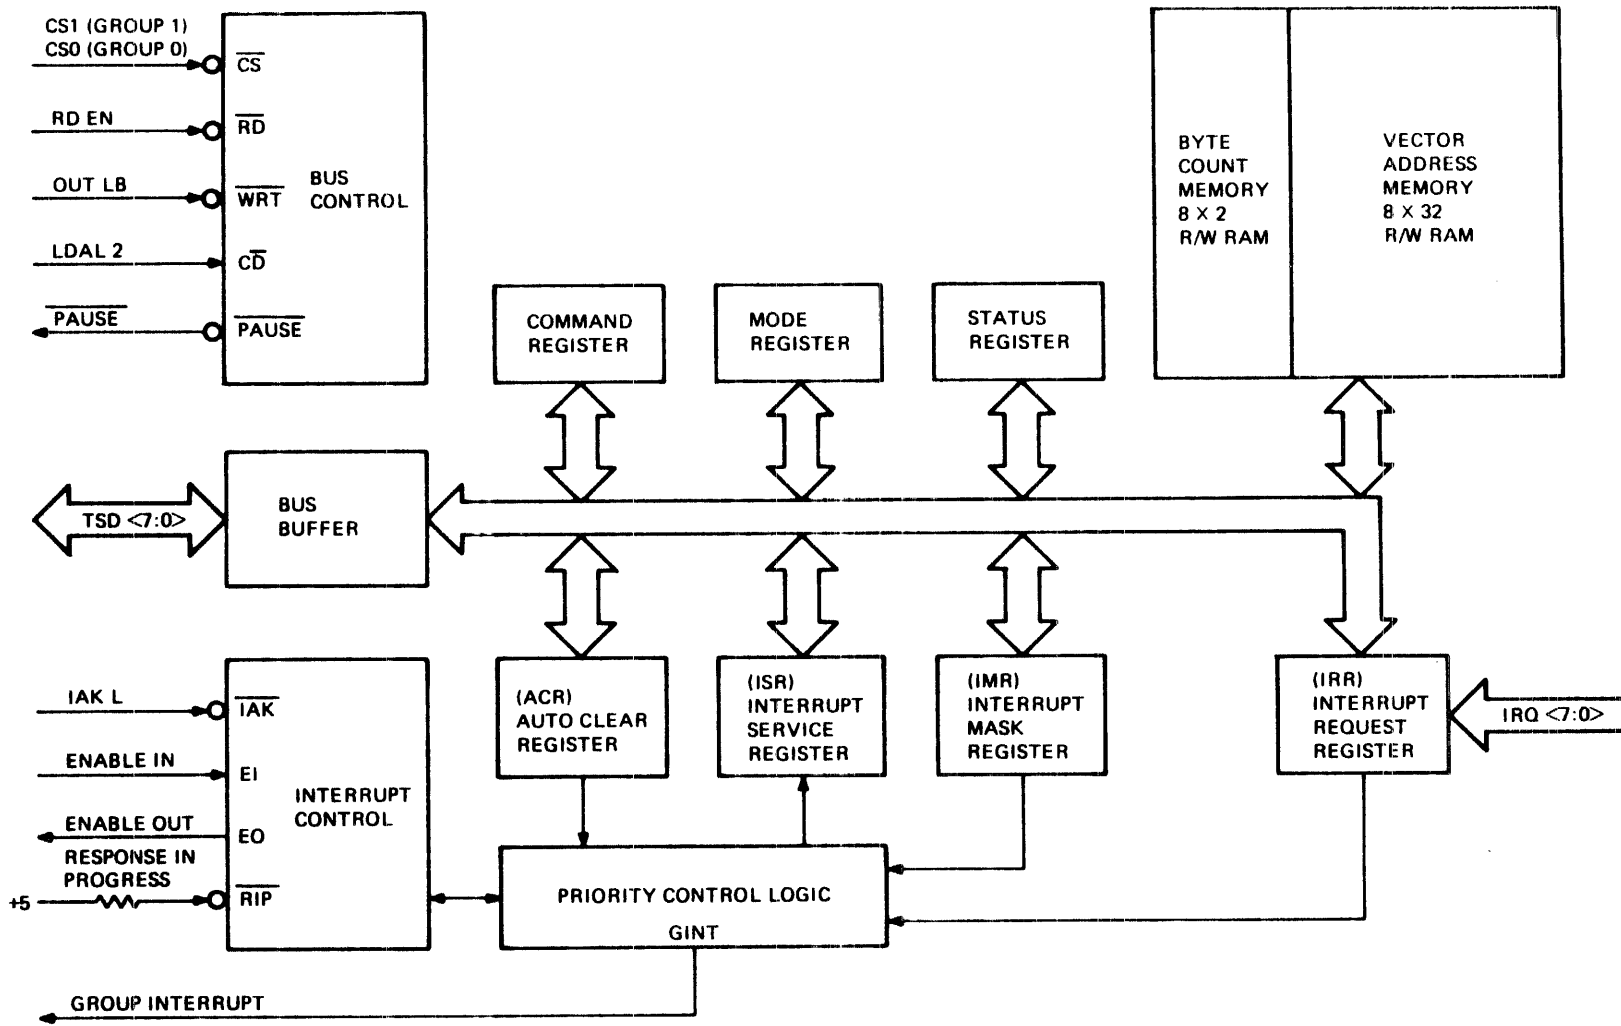 CS1 (GROUP 1)
CS0 (GROUP 0)
CS
RD EN
RD
OUT LB
WRT
LDAL 2
CD
PAUSE
PAUSE
BUS
CONTROL
BYTE
COUNT
MEMORY
8 X 2
R/W RAM
VECTOR
ADDRESS
MEMORY
8 X 32
R/W RAM
COMMAND
REGISTER
MODE
REGISTER
STATUS
REGISTER
TSD <7:0>
BUS
BUFFER
IAK L
IAK
ENABLE IN
EI
ENABLE OUT
EO
RESPONSE IN
PROGRESS
+5
RIP
INTERRUPT
CONTROL
(ACR)
AUTO CLEAR
REGISTER
(ISR)
INTERRUPT
SERVICE
REGISTER
(IMR)
INTERRUPT
MASK
REGISTER
(IRR)
INTERRUPT
REQUEST
REGISTER
IRQ <7:0>
PRIORITY CONTROL LOGIC
GINT
GROUP INTERRUPT